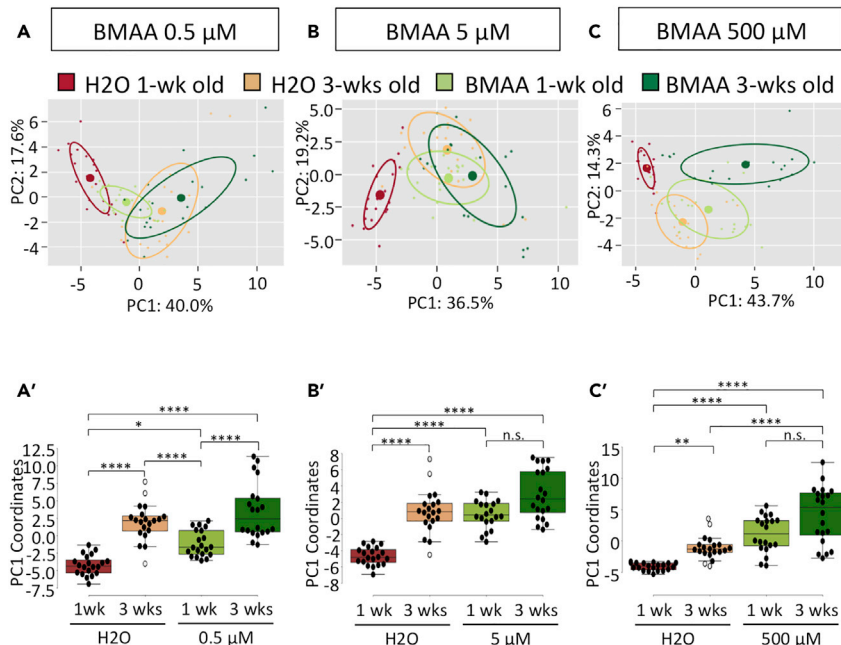 A BMAA 0.5 μM B BMAA 5 μM C BMAA 500 μM
H2O 1-wk old H2O 3-wks old BMAA 1-wk old BMAA 3-wks old
PC2: 17.6%
6
4
2
0
-2
-4
-5 0 5 10
PC1: 40.0%
PC2: 19.2%
5.0
2.5
0.0
-2.5
-5.0
-5 0 5 10
PC1: 36.5%
PC2: 14.3%
6
4
2
0
-2
-4
-5 0 5 10
PC1: 43.7%
A′
PC1 Coordinates
12.5
10.0
7.5
5.0
2.5
0.0
-2.5
-5.0
-7.5
****
*
****
**** ****
1wk 3 wks 1 wk 3 wks
H2O 0.5 μM
B′
PC1 Coordinates
8
6
4
2
0
-2
-4
-6
-8
****
****
**** n.s.
1 wk 3 wks 1 wk 3 wks
H2O 5 μM
C′
PC1 Coordinates
15
10
5
0
-5
****
****
****
** n.s.
1 wk 3 wks 1 wk 3 wks
H2O 500 μM